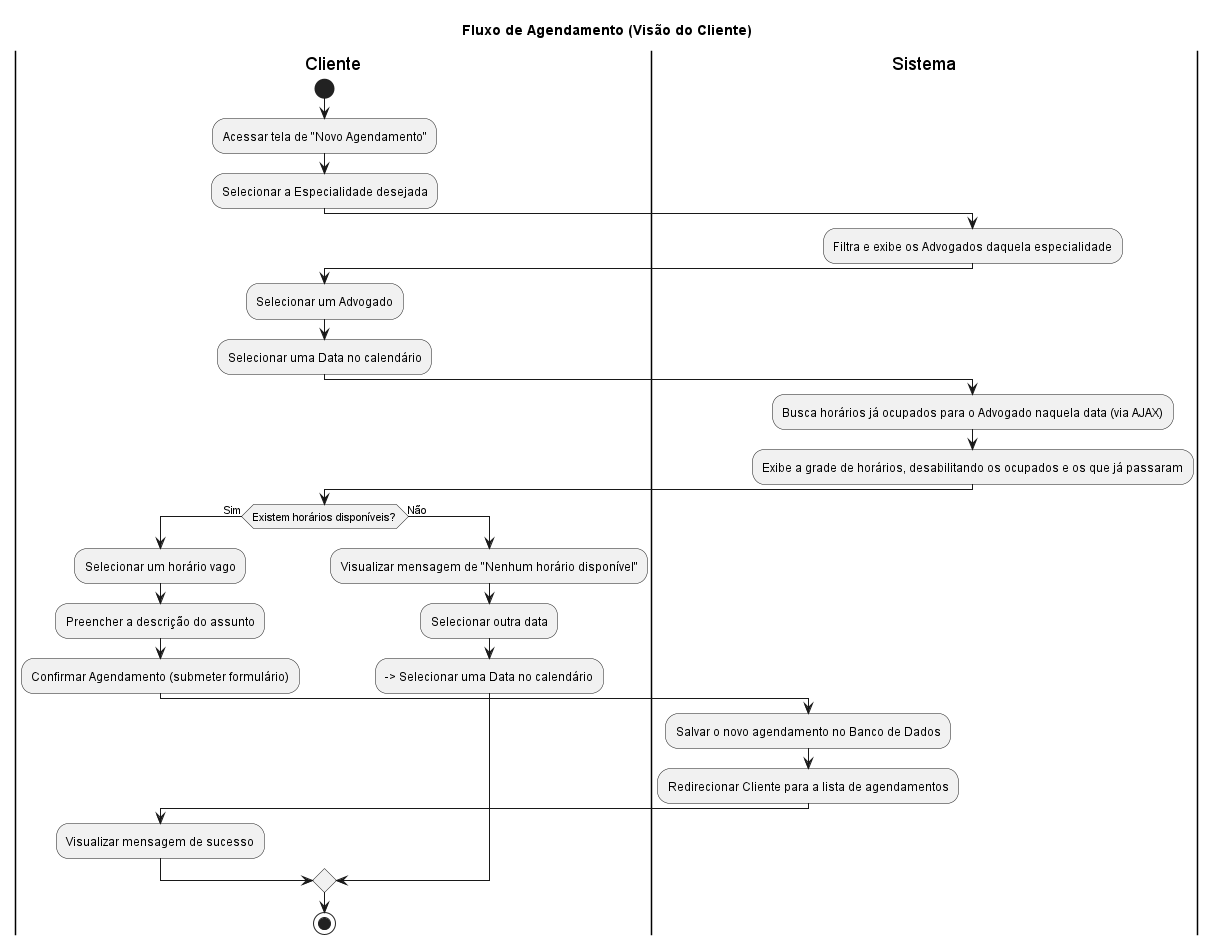 Fluxo de Agendamento (Visão do Cliente)
Cliente
Sistema
Acessar tela de "Novo Agendamento"
Selecionar a Especialidade desejada
Filtra e exibe os Advogados daquela especialidade
Selecionar um Advogado
Selecionar uma Data no calendário
Busca horários já ocupados para o Advogado naquela data (via AJAX)
Exibe a grade de horários, desabilitando os ocupados e os que já passaram
Sim
Existem horários disponíveis?
Não
Selecionar um horário vago
Visualizar mensagem de "Nenhum horário disponível"
Preencher a descrição do assunto
Selecionar outra data
Confirmar Agendamento (submeter formulário)
-> Selecionar uma Data no calendário
Salvar o novo agendamento no Banco de Dados
Redirecionar Cliente para a lista de agendamentos
Visualizar mensagem de sucesso